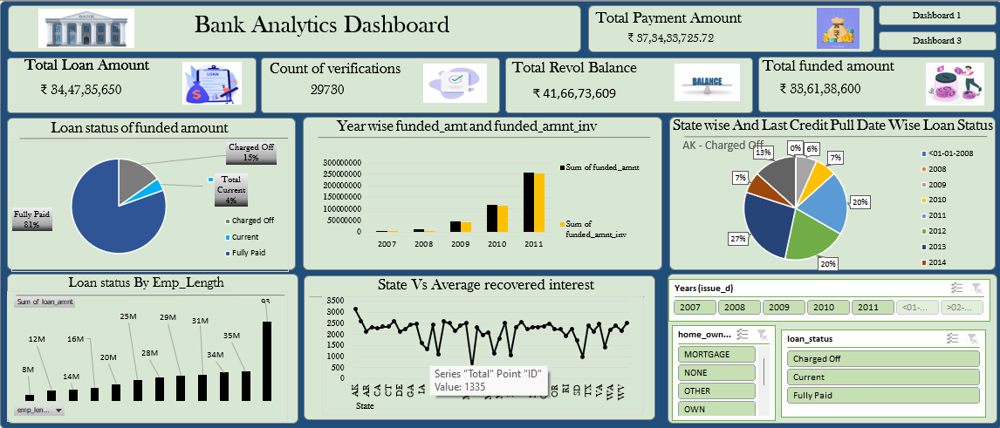 Bank Analytics Dashboard
Total Payment Amount
₹ 37,34,33,725.72
Dashboard 1
Dashboard 3
Total Loan Amount
₹ 34,47,35,650
LOAN
Count of verifications
29730
Total Revol Balance
₹ 41,66,73,609
BALANCE
Total funded amount
₹ 33,61,38,600
Loan status of funded amount
Charged Off
15%
Total
Current
4%
Fully Paid
81%
Charged Off
Current
Fully Paid
Year wise funded_amt and funded_amnt_inv
300000000
250000000
200000000
150000000
100000000
50000000
0
2007 2008 2009 2010 2011
Sum of funded_amnt
Sum of
funded_amnt_inv
State wise And Last Credit Pull Date Wise Loan Status
AK - Charged Off
0% 6%
13%
7%
7%
20%
27%
20%
<01-01-2008
2008
2009
2010
2011
2012
2013
2014
Loan status By Emp_Length
Sum of loan_amnt
8M
12M
14M
16M
20M
25M
28M
29M
31M
34M
35M
93
emp_len...
State Vs Average recovered interest
3500
3000
2500
2000
1500
1000
500
0
AK AR CA CT DE GA IA OR RI SD TX VA WA WV
Series "Total" Point "ID"
Value: 1335
State
Years (issue_d)
2007 2008 2009 2010 2011 <01-... >02-...
home_own...
MORTGAGE
NONE
OTHER
OWN
loan_status
Charged Off
Current
Fully Paid